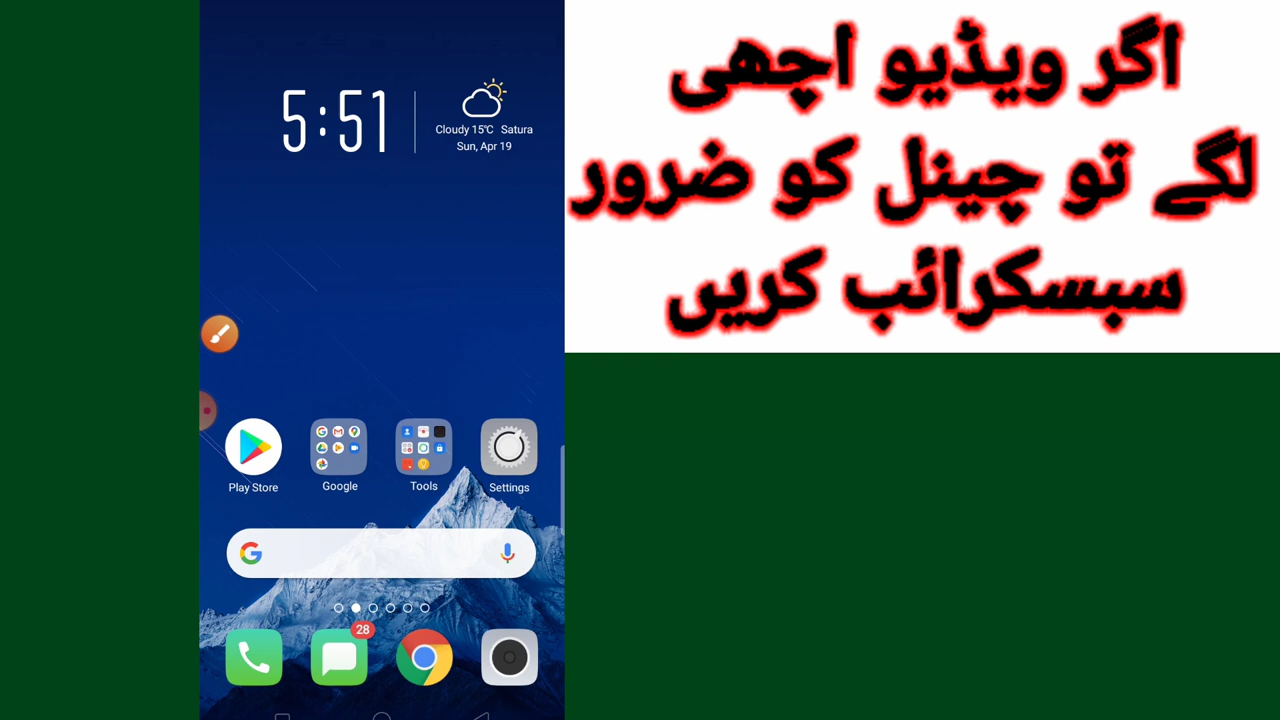 5:51
Cloudy 15°C Satura
Sun, Apr 19
Play Store
Google
Tools
Settings
28
اگر ویڈیو اچھی
لگے تو چینل کو ضرور
سبسکرائب کریں